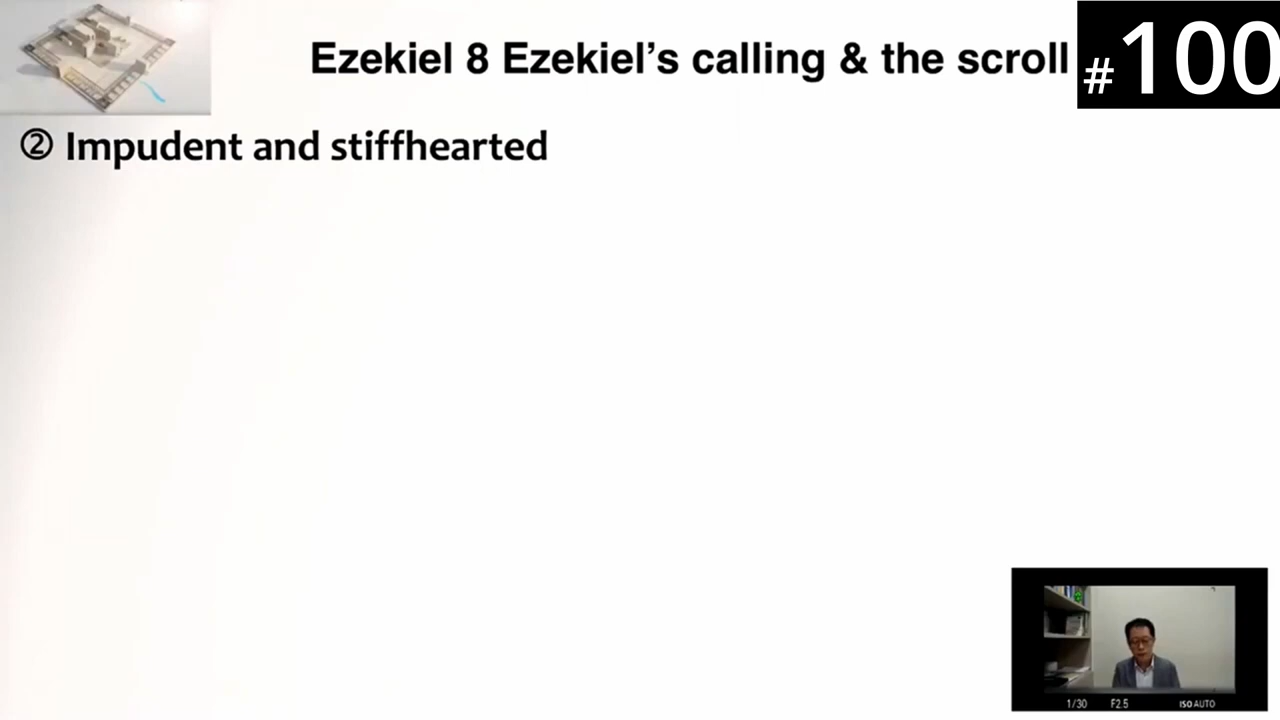 Ezekiel 8 Ezekiel’s calling & the scroll
#100
② Impudent and stiffhearted
1/30 F2.5 ISO AUTO